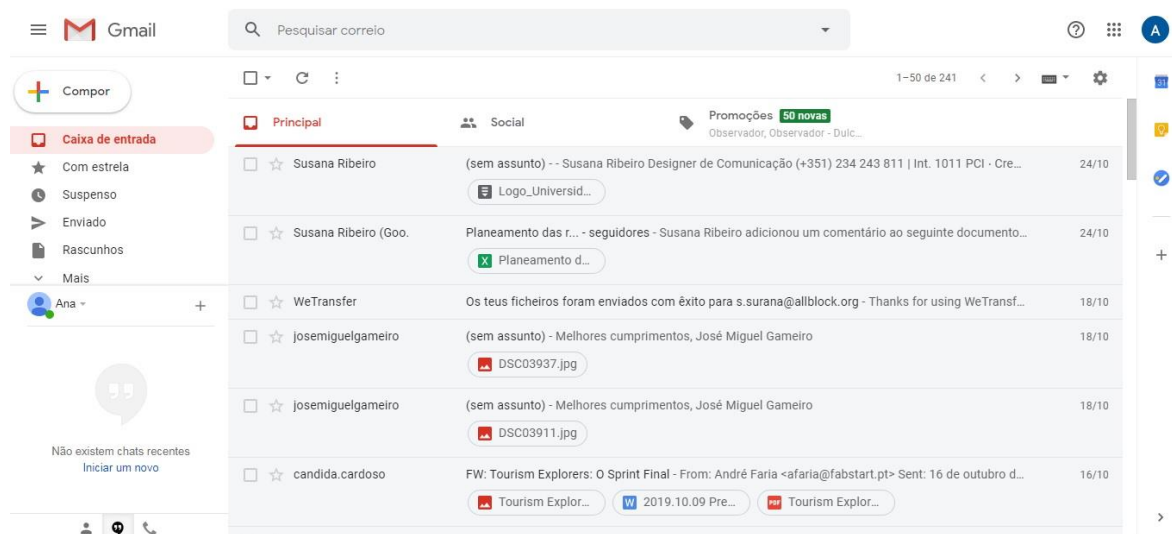 Gmail
Pesquisar correio
A
Compor
1–50 de 241
31
Caixa de entrada
Com estrela
Suspenso
Enviado
Rascunhos
Mais
Ana
Não existem chats recentes
Iniciar um novo
Principal
Social
Promoções 50 novas
Observador, Observador - Dulc...
Susana Ribeiro (sem assunto) - - Susana Ribeiro Designer de Comunicação (+351) 234 243 811 | Int. 1011 PCI · Cre... 24/10
Logo_Universid...
Susana Ribeiro (Goo. Planeamento das r... - seguidores - Susana Ribeiro adicionou um comentário ao seguinte documento... 24/10
X Planeamento d...
WeTransfer Os teus ficheiros foram enviados com êxito para s.surana@allblock.org - Thanks for using WeTransf... 18/10
josemiguelgameiro (sem assunto) - Melhores cumprimentos, José Miguel Gameiro 18/10
DSC03937.jpg
josemiguelgameiro (sem assunto) - Melhores cumprimentos, José Miguel Gameiro 18/10
DSC03911.jpg
candida.cardoso FW: Tourism Explorers: O Sprint Final - From: André Faria <afaria@fabstart.pt> Sent: 16 de outubro d... 16/10
Tourism Explor... W 2019.10.09 Pre... PDF Tourism Explor...